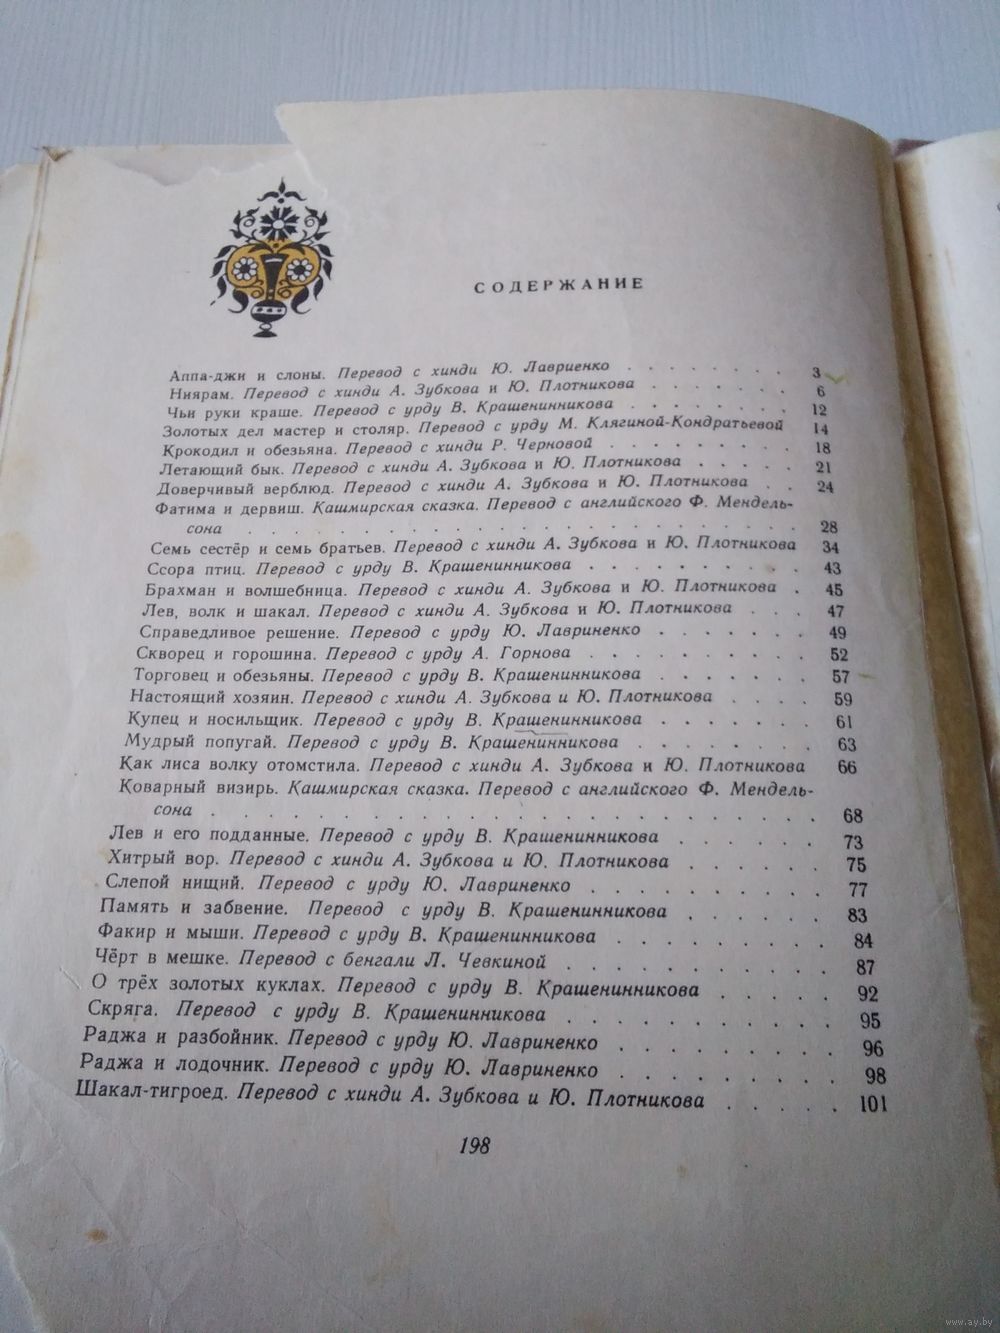 СОДЕРЖАНИЕ
Аппа-джи и слоны. Перевод с хинди Ю. Лавриенко . . . . . . . . 3
Ниярам. Перевод с хинди А. Зубкова и Ю. Плотникова . . . . . . . 6
Чьи руки краше. Перевод с урду В. Крашенинникова . . . . . . . . 12
Золотых дел мастер и столяр. Перевод с урду М. Клягиной-Кондратьевой 14
Крокодил и обезьяна. Перевод с хинди Р. Черновой . . . . . . . . . 18
Летающий бык. Перевод с хинди А. Зубкова и Ю. Плотникова . . . . . 21
Доверчивый верблюд. Перевод с хинди А. Зубкова и Ю. Плотникова . . 24
Фатима и дервиш. Кашмирская сказка. Перевод с английского Ф. Мендель-
сона . . . . . . . . . . . . . . . . . . . . . 28
Семь сестёр и семь братьев. Перевод с хинди А. Зубкова и Ю. Плотникова 34
Ссора птиц. Перевод с урду В. Крашенинникова . . . . . . . . . . 43
Брахман и волшебница. Перевод с хинди А. Зубкова и Ю. Плотникова . 45
Лев, волк и шакал. Перевод с хинди А. Зубкова и Ю. Плотникова . . . 47
Справедливое решение. Перевод с урду Ю. Лавриненко . . . . . . . 49
Скворец и горошина. Перевод с урду А. Горнова . . . . . . . . . . 52
Торговец и обезьяны. Перевод с урду В. Крашенинникова . . . . . . . 57
Настоящий хозяин. Перевод с хинди А. Зубкова и Ю. Плотникова . . . . 59
Купец и носильщик. Перевод с урду В. Крашенинникова . . . . . . . 61
Мудрый попугай. Перевод с урду В. Крашенинникова . . . . . . . . 63
Как лиса волку отомстила. Перевод с хинди А. Зубкова и Ю. Плотникова 66
Коварный визирь. Кашмирская сказка. Перевод с английского Ф. Мендель-
сона . . . . . . . . . . . . . . . . . . . . . 68
Лев и его подданные. Перевод с урду В. Крашенинникова . . . . . . 73
Хитрый вор. Перевод с хинди А. Зубкова и Ю. Плотникова . . . . . . 75
Слепой нищий. Перевод с урду Ю. Лавриненко . . . . . . . . . . 77
Память и забвение. Перевод с урду В. Крашенинникова . . . . . . . 83
Факир и мыши. Перевод с урду В. Крашенинникова . . . . . . . . . 84
Чёрт в мешке. Перевод с бенгали Л. Чевкиной . . . . . . . . . . 87
О трёх золотых куклах. Перевод с урду В. Крашенинникова . . . . . 92
Скряга. Перевод с урду В. Крашенинникова . . . . . . . . . . 95
Раджа и разбойник. Перевод с урду Ю. Лавриненко . . . . . . . . . 96
Раджа и лодочник. Перевод с урду Ю. Лавриненко . . . . . . . . . 98
Шакал-тигроед. Перевод с хинди А. Зубкова и Ю. Плотникова . . . . . 101
198
www.ay.by